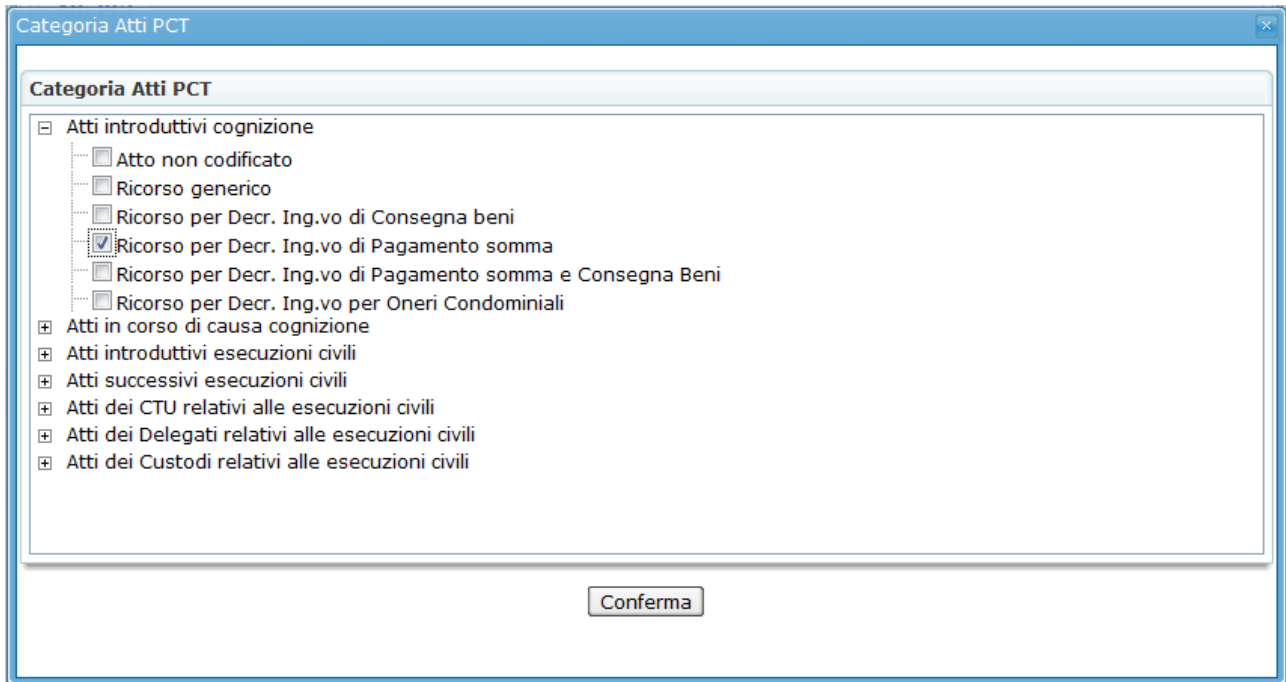 Categoria Atti PCT
Categoria Atti PCT
Atti introduttivi cognizione
Atto non codificato
Ricorso generico
Ricorso per Decr. Ing.vo di Consegna beni
Ricorso per Decr. Ing.vo di Pagamento somma
Ricorso per Decr. Ing.vo di Pagamento somma e Consegna Beni
Ricorso per Decr. Ing.vo per Oneri Condominiali
Atti in corso di causa cognizione
Atti introduttivi esecuzioni civili
Atti successivi esecuzioni civili
Atti dei CTU relativi alle esecuzioni civili
Atti dei Delegati relativi alle esecuzioni civili
Atti dei Custodi relativi alle esecuzioni civili
Conferma